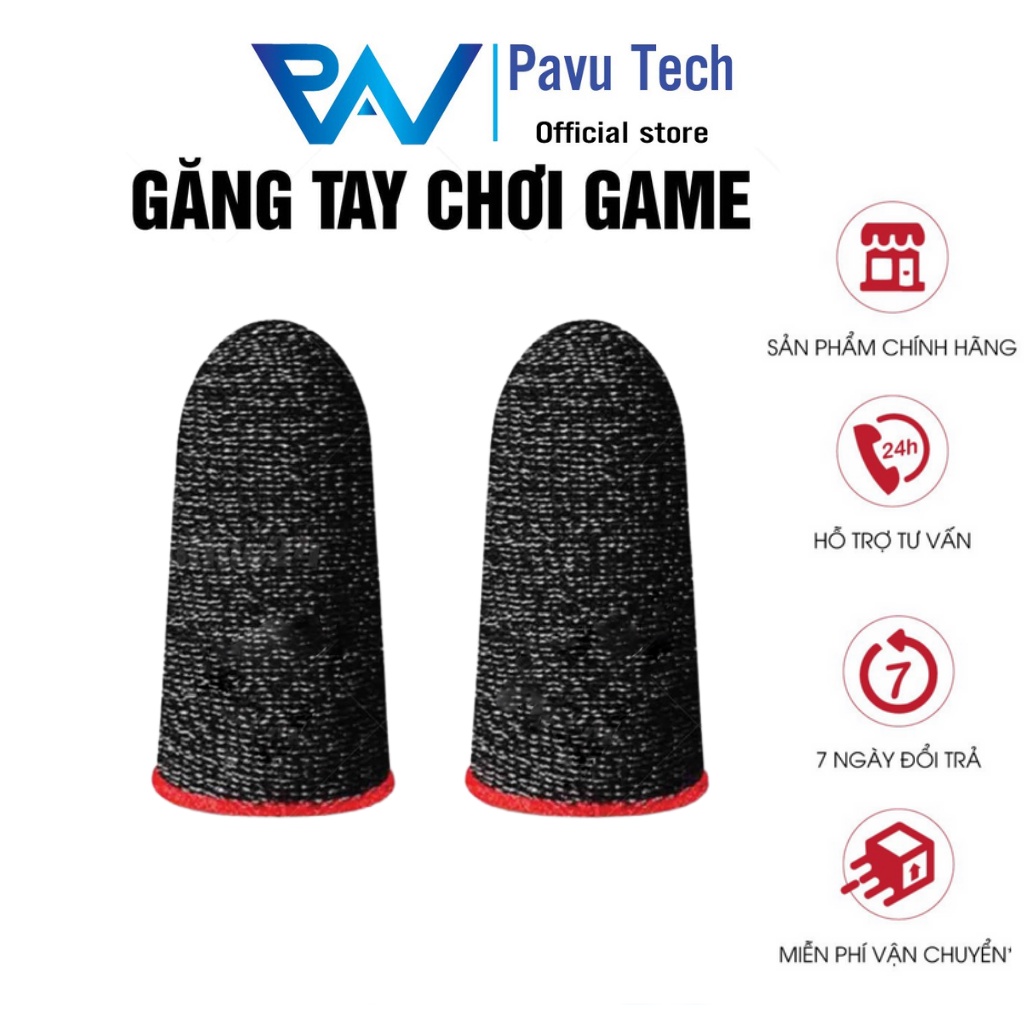 PAV
Pavu Tech
Official store
GĂNG TAY CHƠI GAME
SẢN PHẨM CHÍNH HÃNG
24h
HỖ TRỢ TƯ VẤN
7
7 NGÀY ĐỔI TRẢ
MIỄN PHÍ VẬN CHUYỂN*